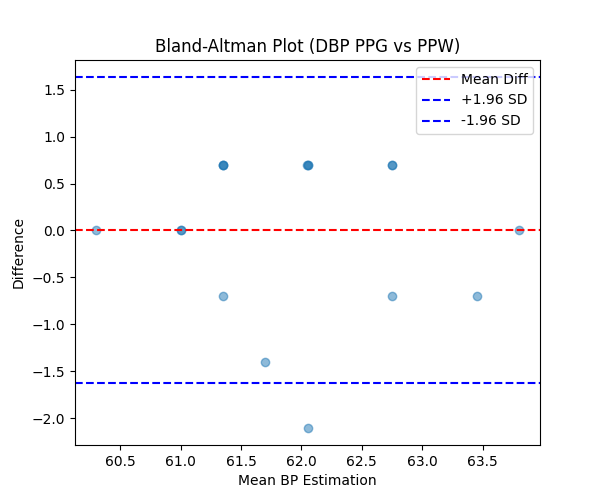 Bland-Altman Plot (DBP PPG vs PPW)
Mean Diff
+1.96 SD
-1.96 SD
1.5
1.0
0.5
0.0
−0.5
−1.0
−1.5
−2.0
Difference
60.5 61.0 61.5 62.0 62.5 63.0 63.5
Mean BP Estimation